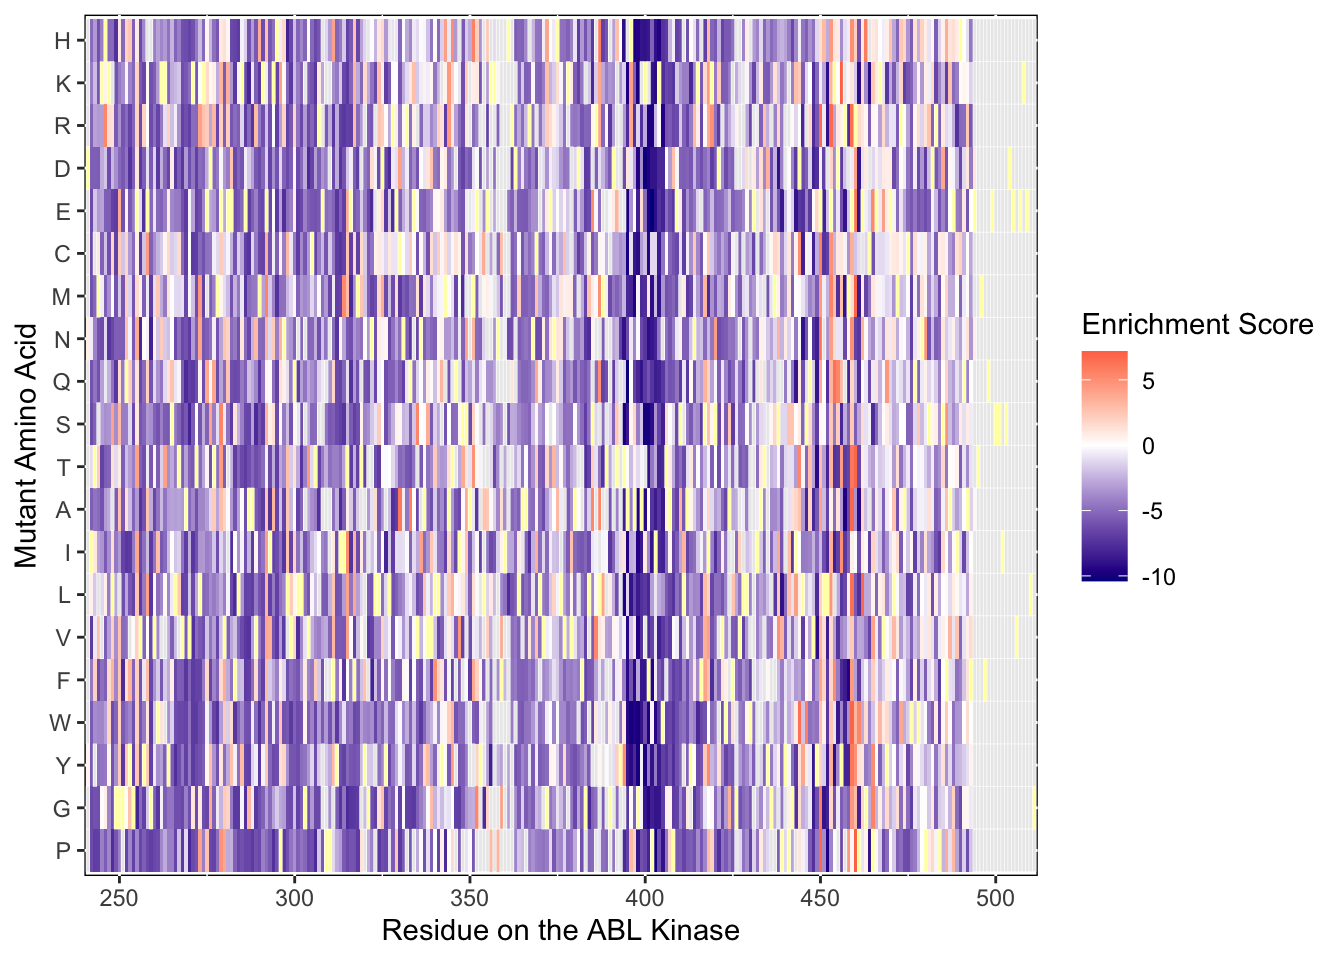 Mutant Amino Acid
H
K
R
D
E
C
M
N
Q
S
T
A
I
L
V
F
W
Y
G
P
250 300 350 400 450 500
Residue on the ABL Kinase
Enrichment Score
5
0
-5
-10